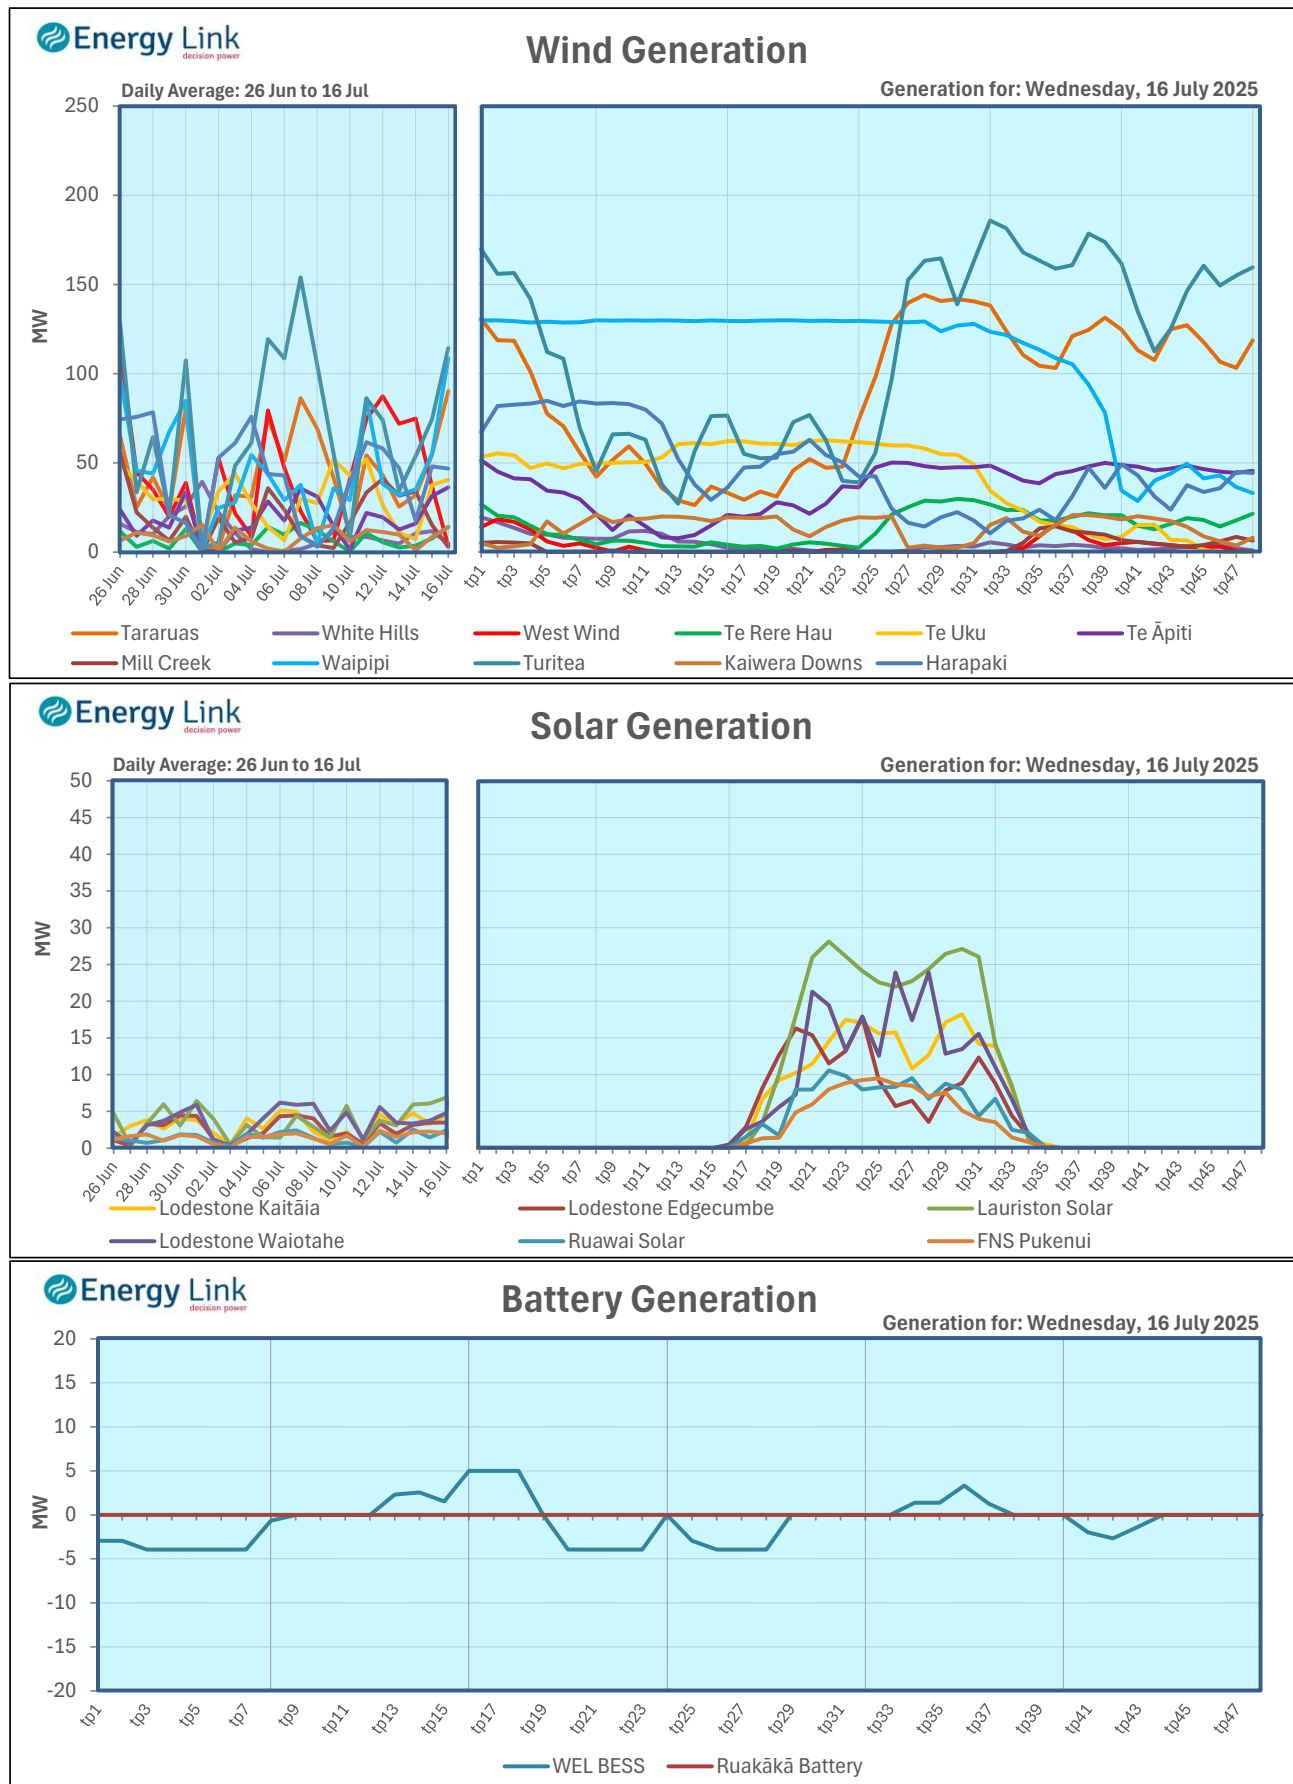 Energy Link
decision power
Wind Generation
Daily Average: 26 Jun to 16 Jul
Generation for: Wednesday, 16 July 2025
MW
250
200
150
100
50
0
26 Jun 28 Jun 30 Jun 02 Jul 04 Jul 06 Jul 08 Jul 10 Jul 12 Jul 14 Jul 16 Jul
tp1 tp3 tp5 tp7 tp9 tp11 tp13 tp15 tp17 tp19 tp21 tp23 tp25 tp27 tp29 tp31 tp33 tp35 tp37 tp39 tp41 tp43 tp45 tp47
Tararuas White Hills West Wind Te Rere Hau Te Uku Te Āpiti
Mill Creek Waipipi Turitea Kaiwera Downs Harapaki
Energy Link
decision power
Solar Generation
Daily Average: 26 Jun to 16 Jul
Generation for: Wednesday, 16 July 2025
MW
50
45
40
35
30
25
20
15
10
5
0
26 Jun 28 Jun 30 Jun 02 Jul 04 Jul 06 Jul 08 Jul 10 Jul 12 Jul 14 Jul 16 Jul
tp1 tp3 tp5 tp7 tp9 tp11 tp13 tp15 tp17 tp19 tp21 tp23 tp25 tp27 tp29 tp31 tp33 tp35 tp37 tp39 tp41 tp43 tp45 tp47
Lodestone Kaitāia Lodestone Edgecumbe Lauriston Solar
Lodestone Waiotahe Ruawai Solar FNS Pukenui
Energy Link
decision power
Battery Generation
Generation for: Wednesday, 16 July 2025
MW
20
15
10
5
0
-5
-10
-15
-20
tp1 tp3 tp5 tp7 tp9 tp11 tp13 tp15 tp17 tp19 tp21 tp23 tp25 tp27 tp29 tp31 tp33 tp35 tp37 tp39 tp41 tp43 tp45 tp47
WEL BESS Ruakākā Battery